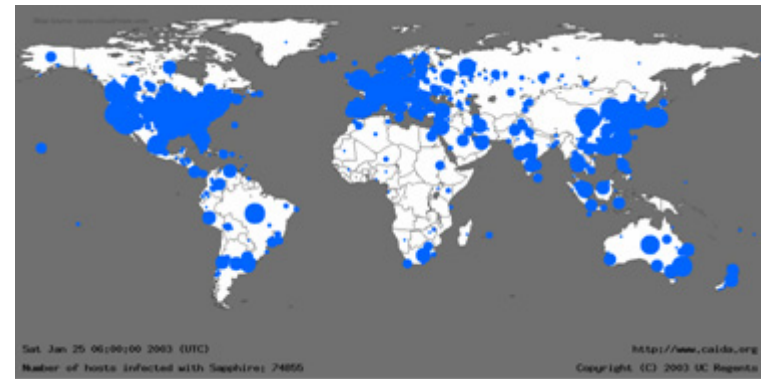 Sat Jan 25 06:00:00 2003 (UTC)
http://www.caida.org
Number of hosts infected with Sapphire: 74855
Copyright (C) 2003 UC Regents